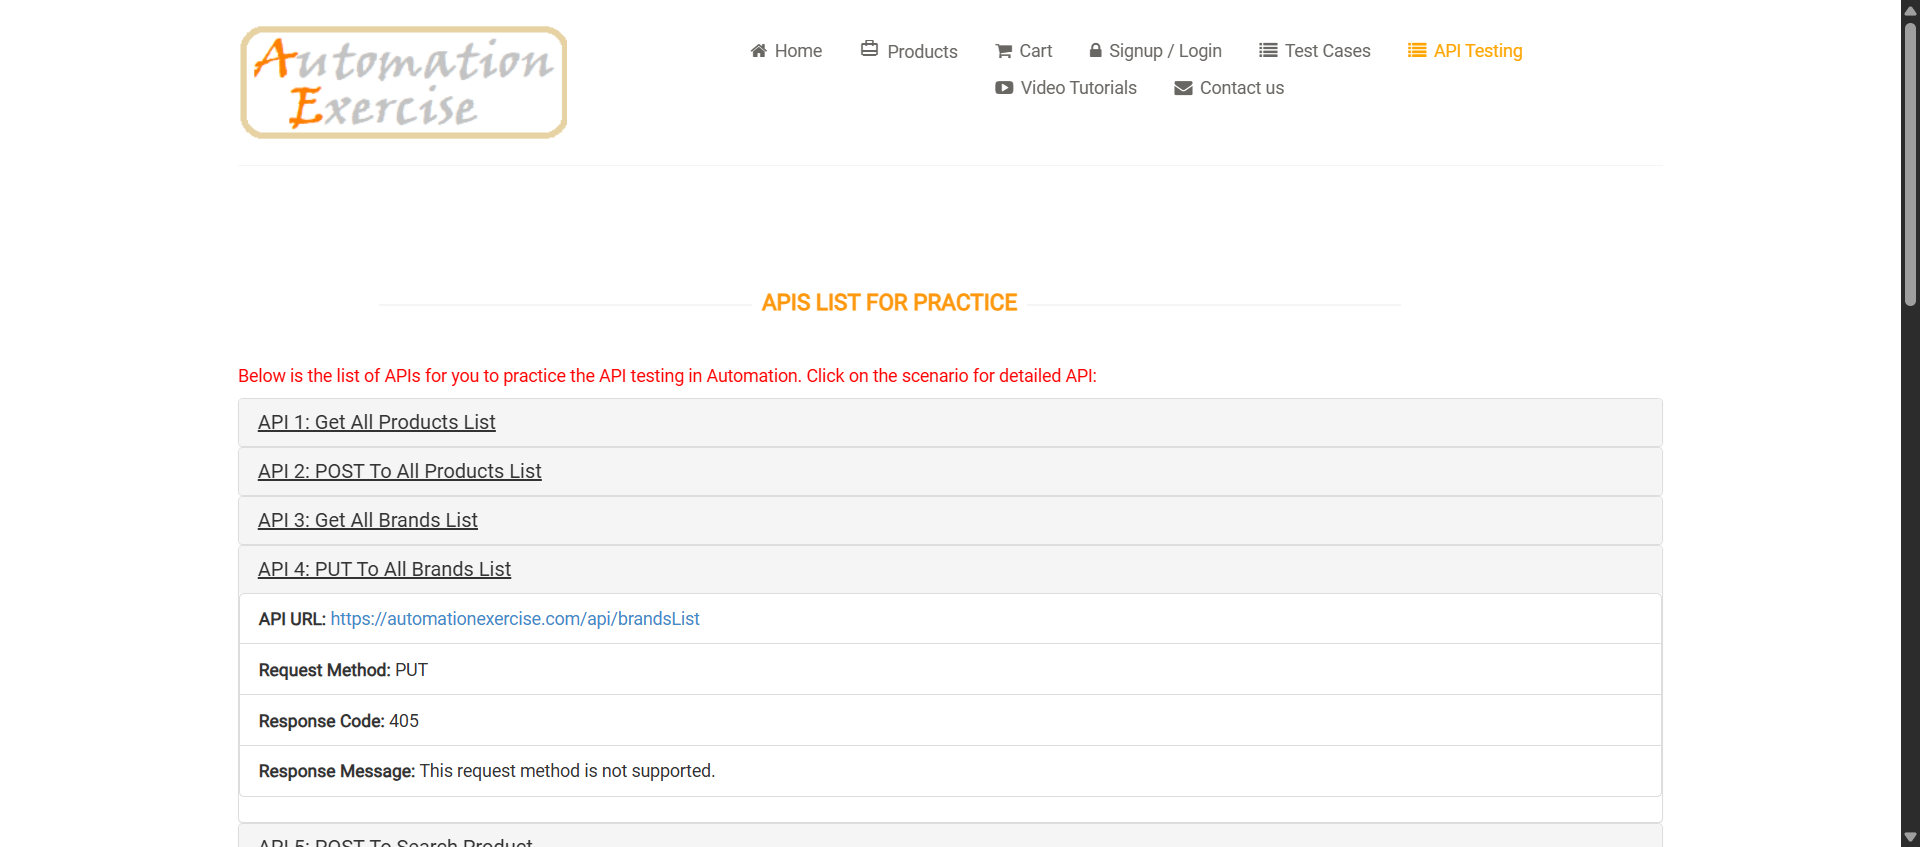 Automation
Exercise
Home
Products
Cart
Signup / Login
Test Cases
API Testing
Video Tutorials
Contact us
APIS LIST FOR PRACTICE
Below is the list of APIs for you to practice the API testing in Automation. Click on the scenario for detailed API:
API 1: Get All Products List
API 2: POST To All Products List
API 3: Get All Brands List
API 4: PUT To All Brands List
API URL: https://automationexercise.com/api/brandsList
Request Method: PUT
Response Code: 405
Response Message: This request method is not supported.
API 5: POST To Search Product